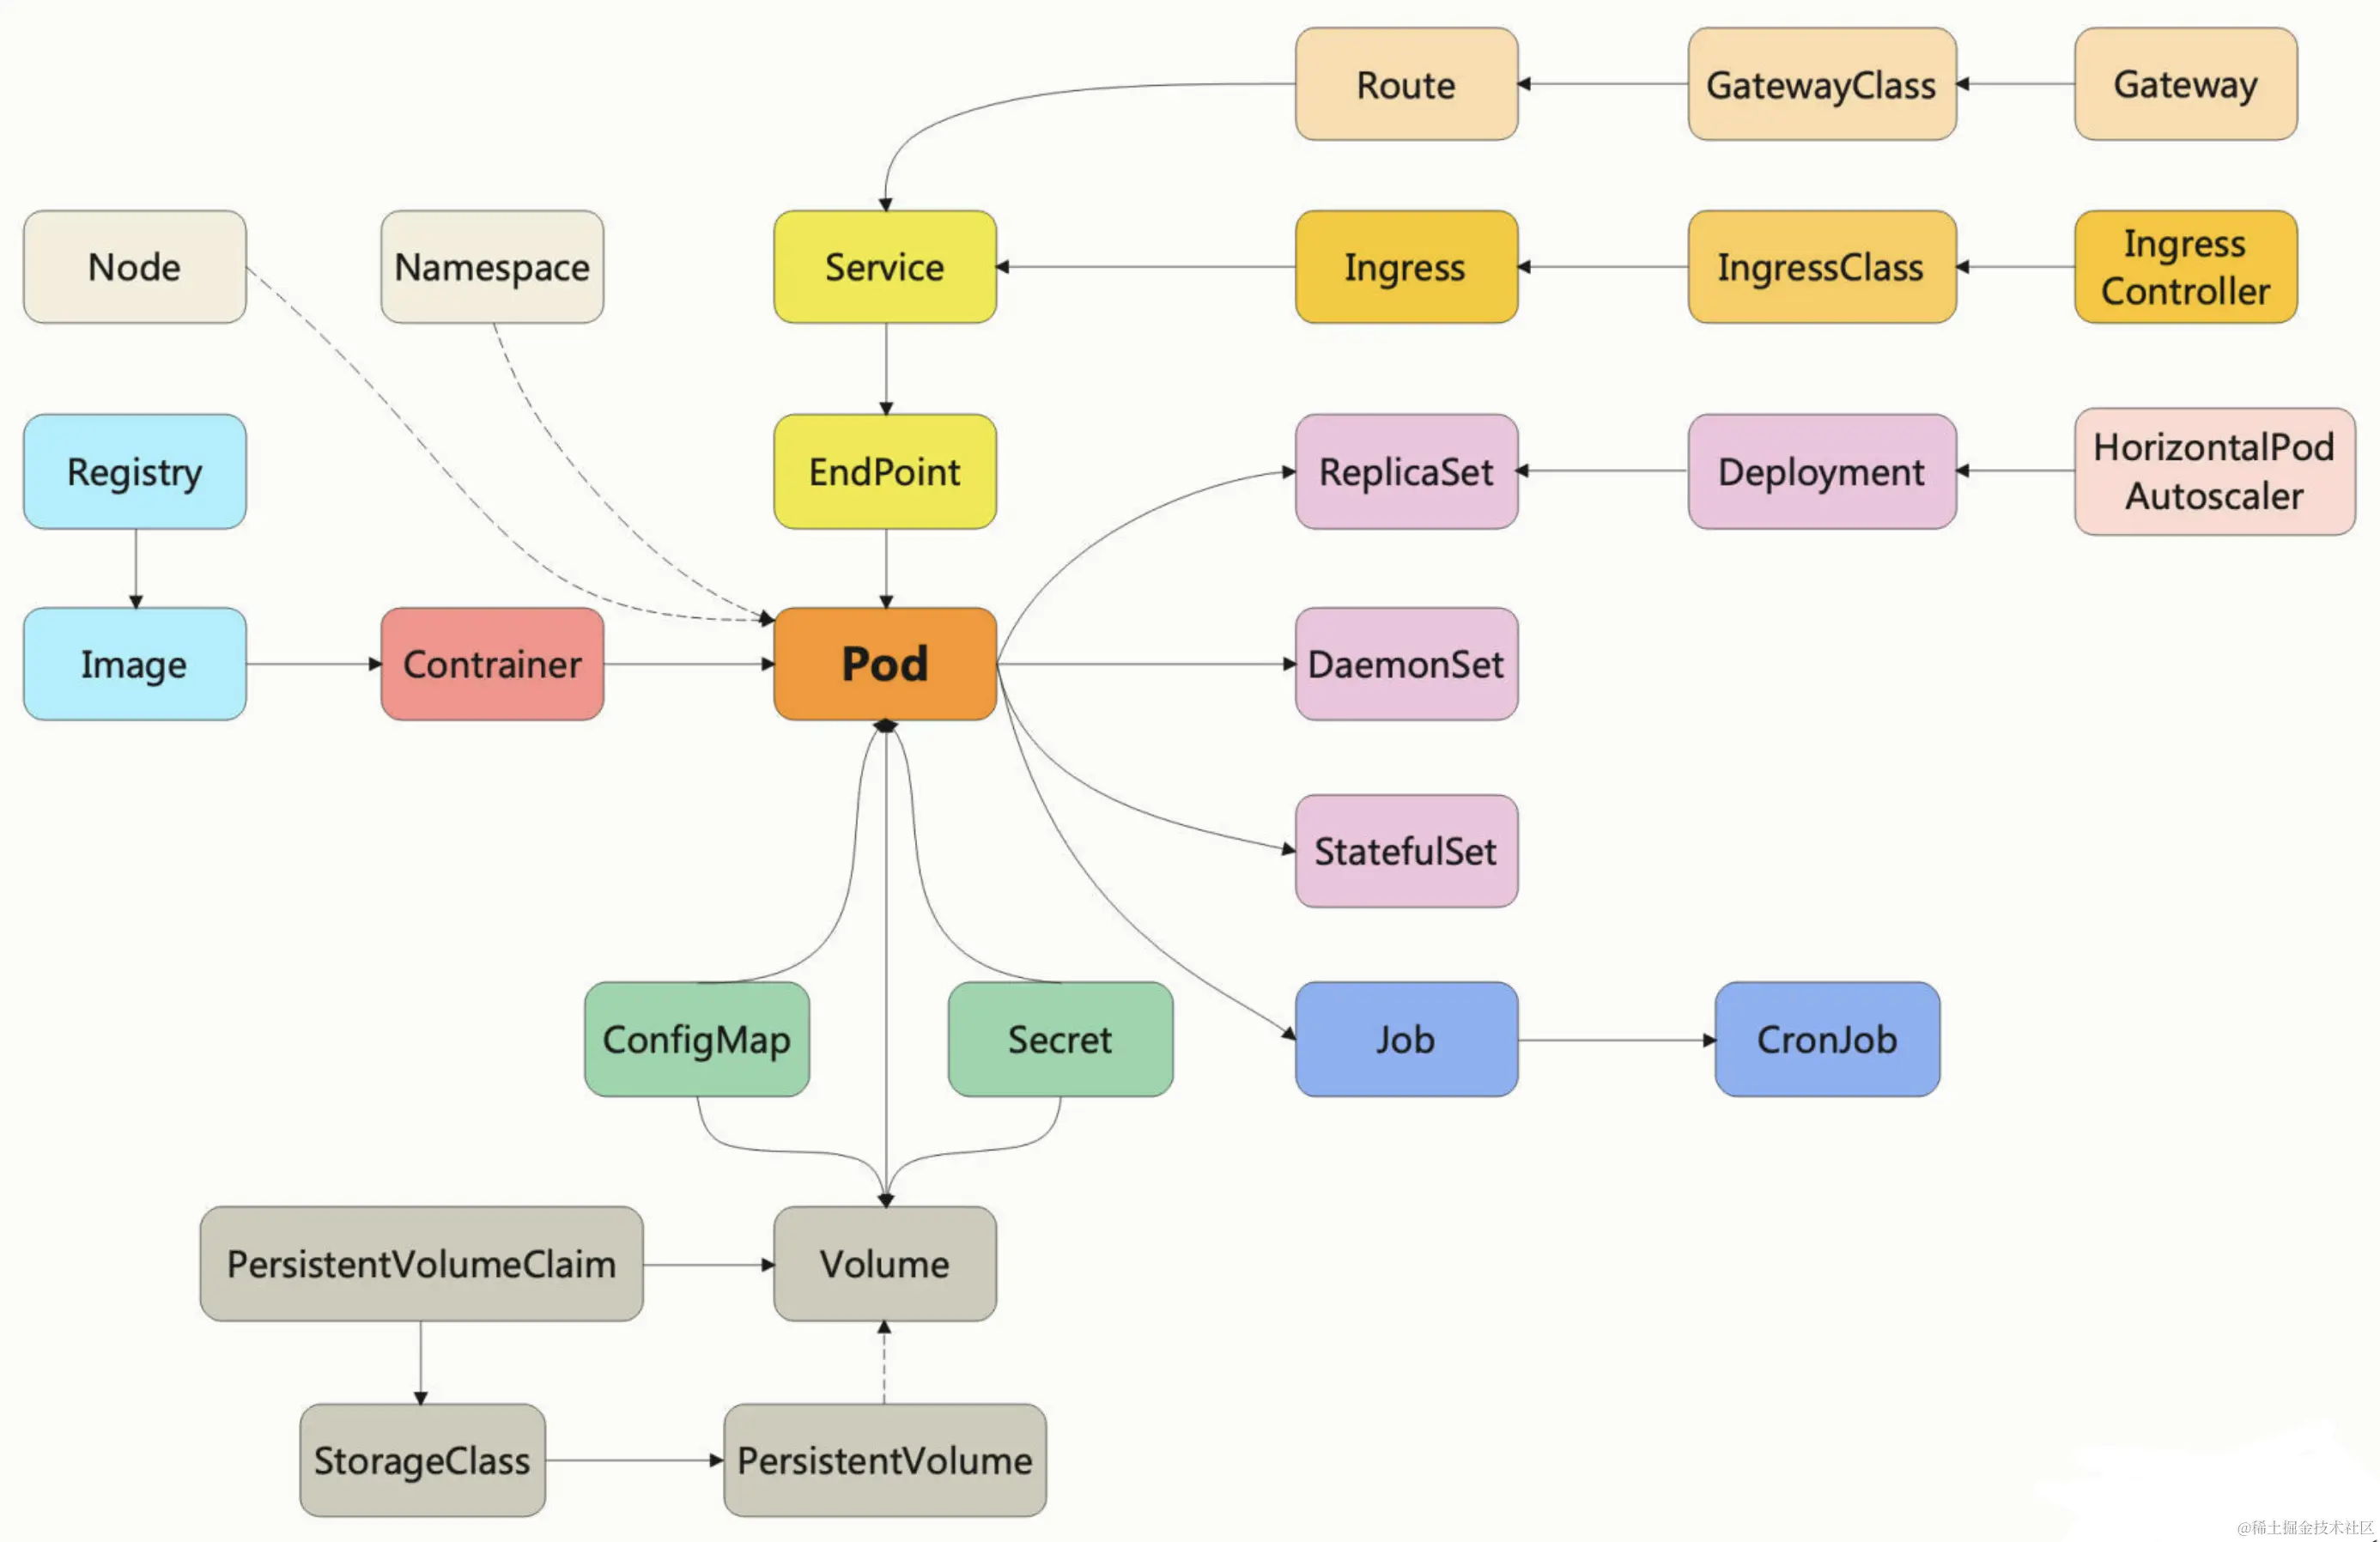 Route
GatewayClass
Gateway
Node
Namespace
Service
Ingress
IngressClass
Ingress
Controller
Registry
EndPoint
ReplicaSet
Deployment
HorizontalPod
Autoscaler
Image
Contrainer
Pod
DaemonSet
StatefulSet
ConfigMap
Secret
Job
CronJob
PersistentVolumeClaim
Volume
StorageClass
PersistentVolume
@稀土掘金技术社区